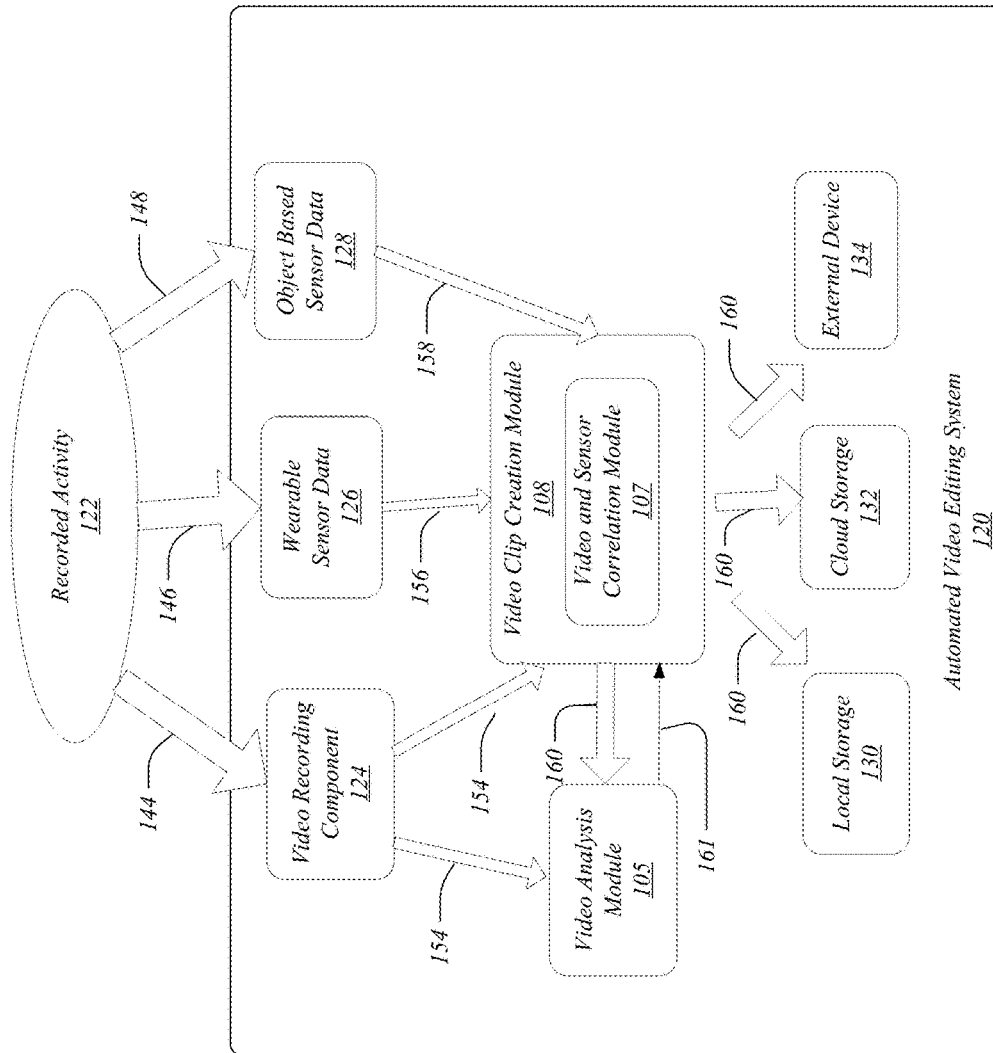 Recorded Activity
122
144
146
148
Video Recording
Component
124
Wearable
Sensor Data
126
Object Based
Sensor Data
128
154
154
156
158
Video Analysis
Module
105
160
161
Video Clip Creation Module
108
Video and Sensor
Correlation Module
107
160
160
160
Local Storage
130
Cloud Storage
132
External Device
134
Automated Video Editing System
120